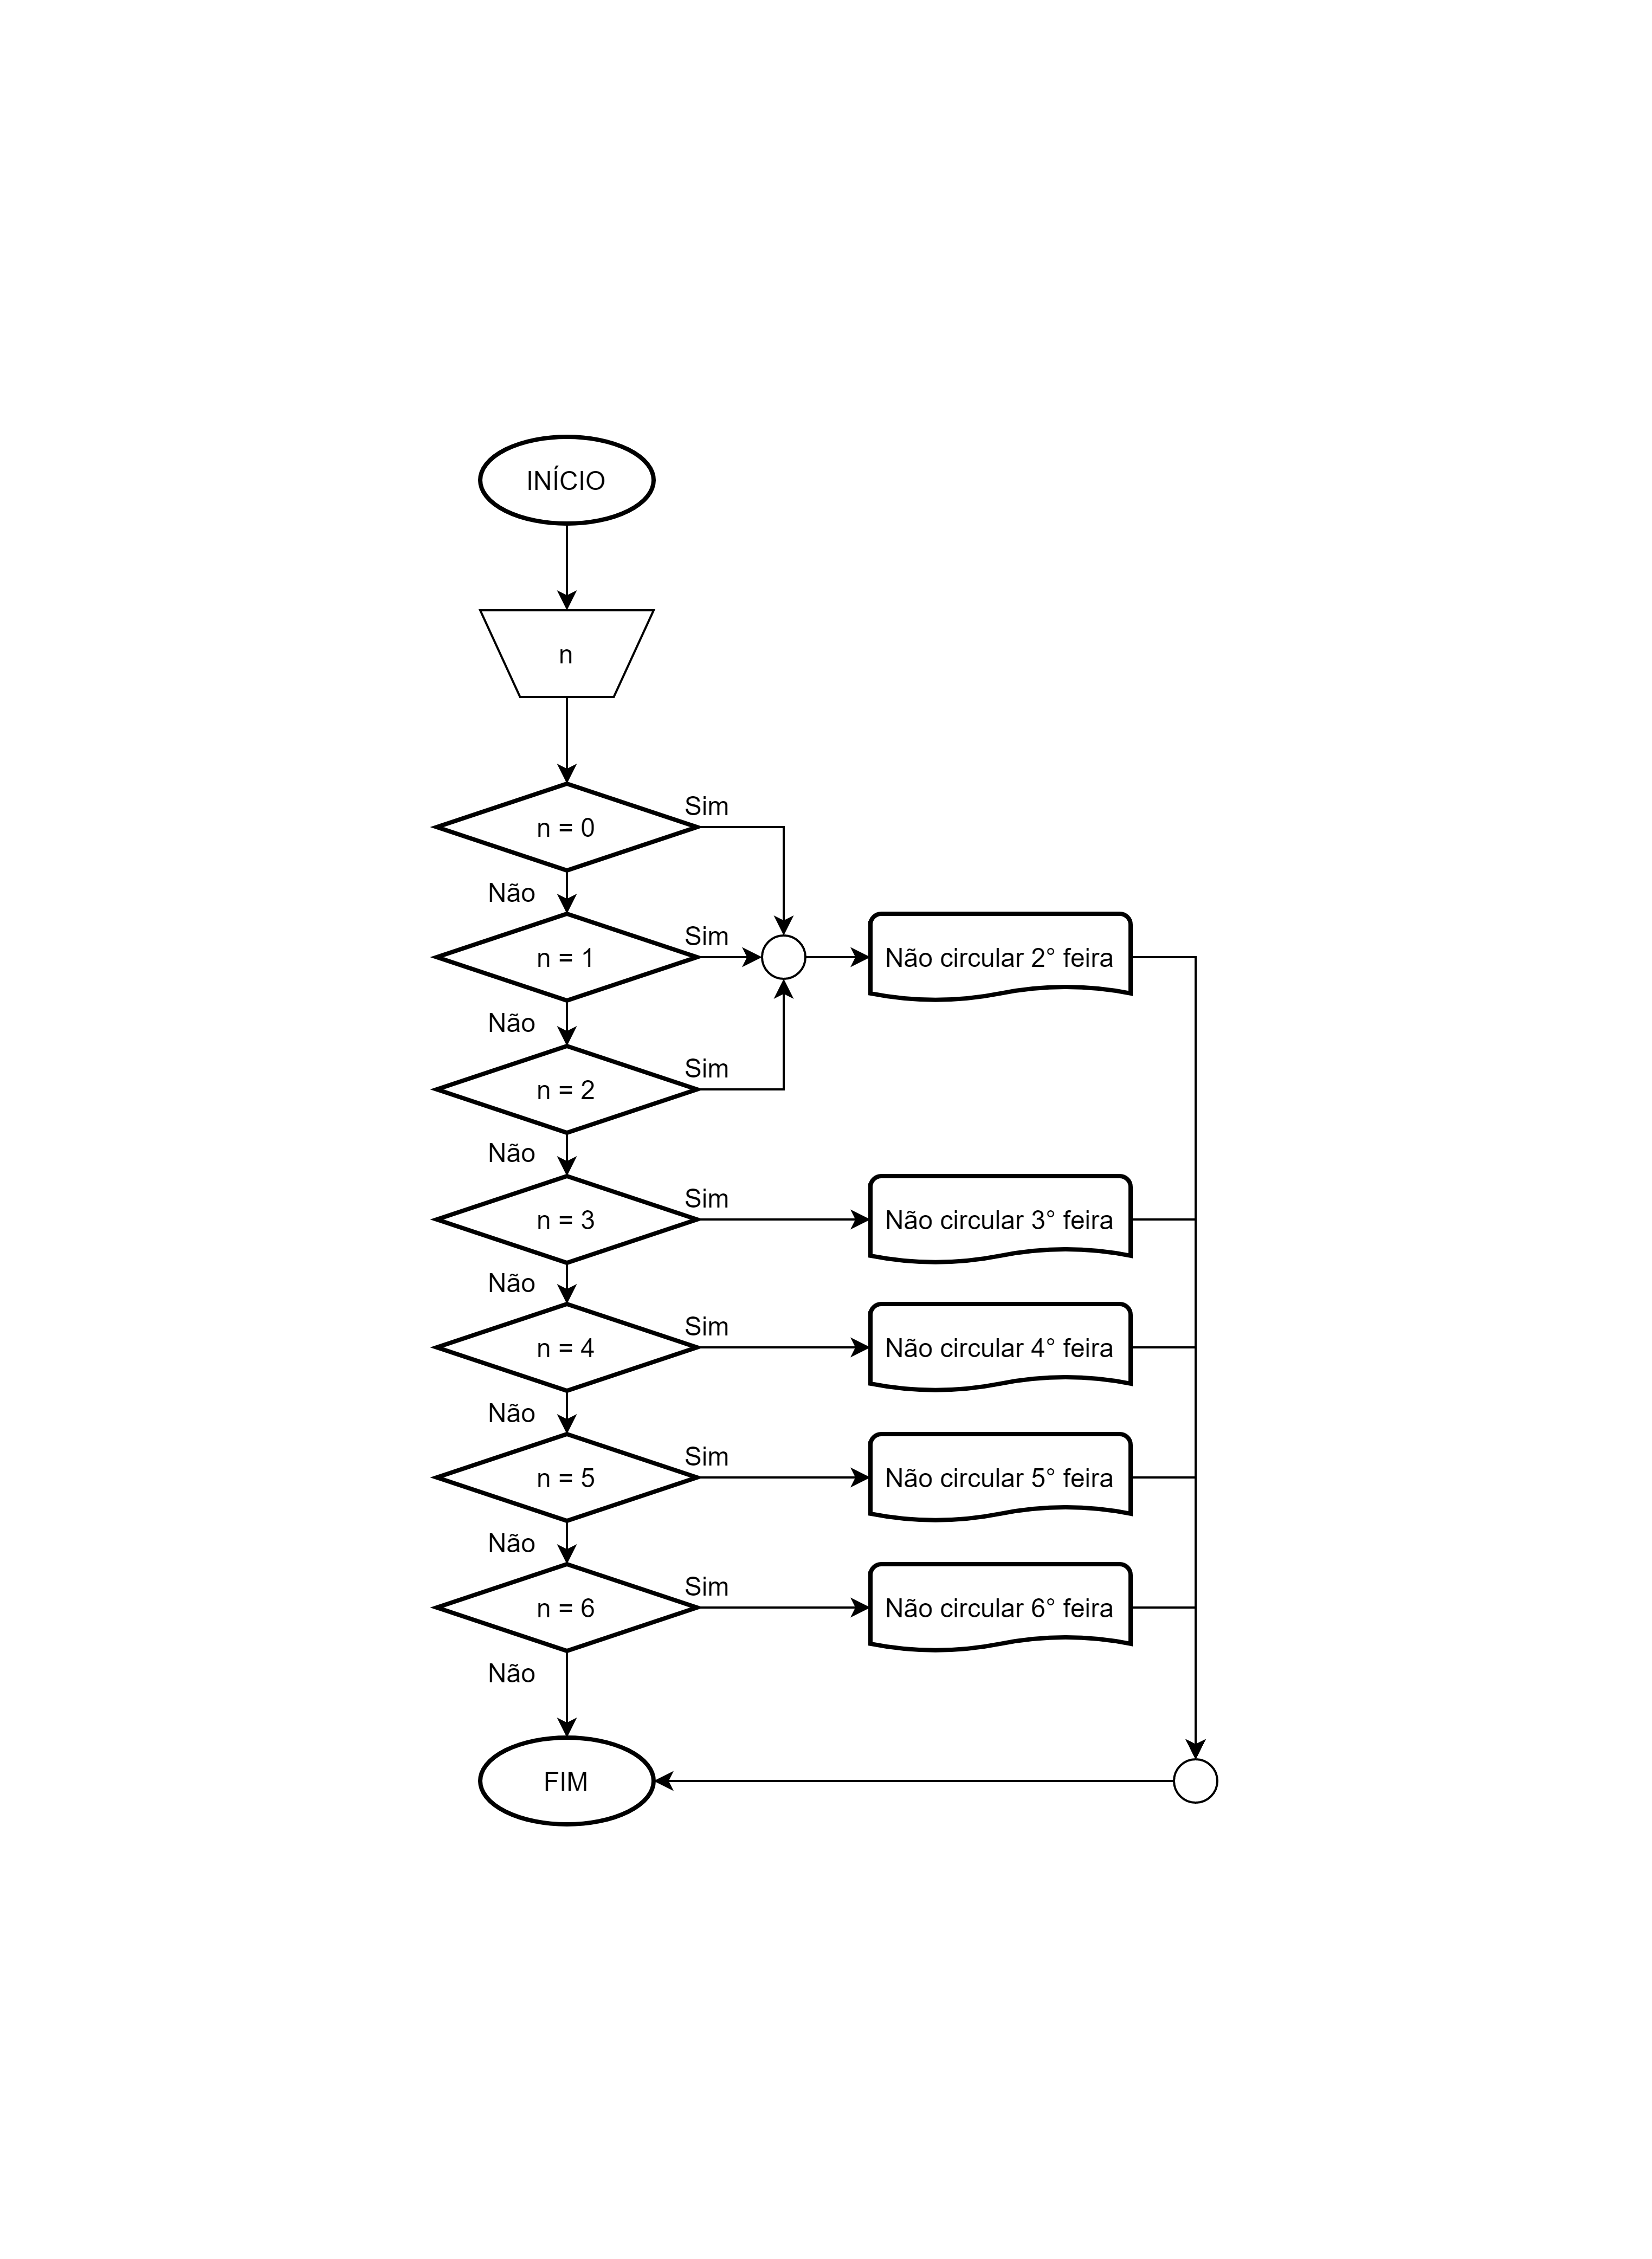 INÍCIO
n
n = 0
Sim
Não
n = 1
Sim
Não circular 2° feira
Não
n = 2
Sim
Não
n = 3
Sim
Não circular 3° feira
Não
n = 4
Sim
Não circular 4° feira
Não
n = 5
Sim
Não circular 5° feira
Não
n = 6
Sim
Não circular 6° feira
Não
FIM